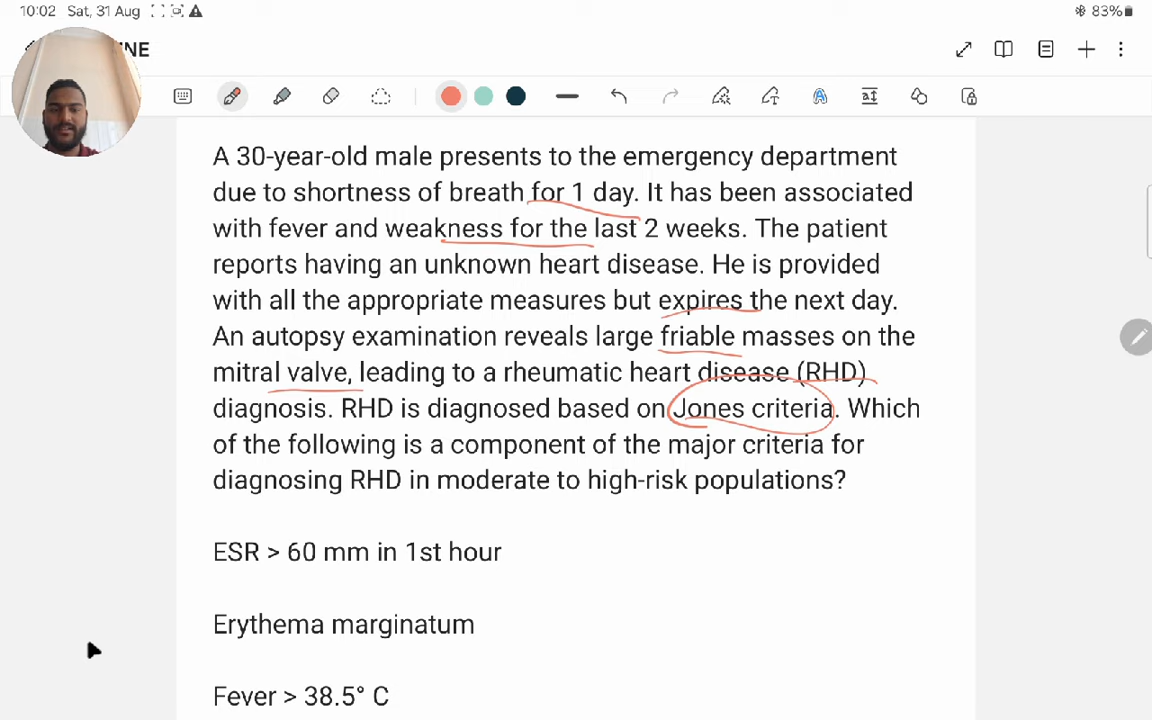 10:02 Sat, 31 Aug
83%
NE
A 30-year-old male presents to the emergency department
due to shortness of breath for 1 day. It has been associated
with fever and weakness for the last 2 weeks. The patient
reports having an unknown heart disease. He is provided
with all the appropriate measures but expires the next day.
An autopsy examination reveals large friable masses on the
mitral valve, leading to a rheumatic heart disease (RHD)
diagnosis. RHD is diagnosed based on Jones criteria. Which
of the following is a component of the major criteria for
diagnosing RHD in moderate to high-risk populations?
ESR > 60 mm in 1st hour
Erythema marginatum
Fever > 38.5° C